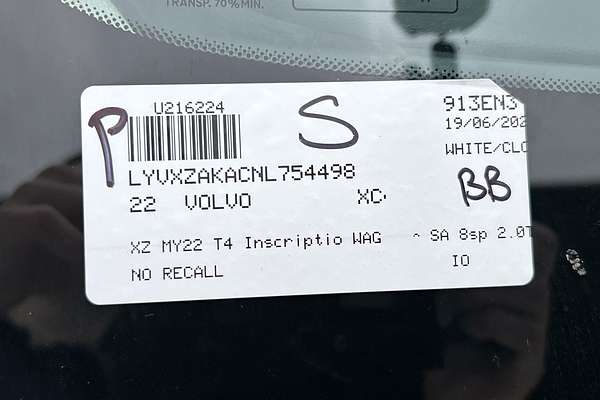 TRANSP. 70% MIN.
U216224
P
S
913EN3
19/06/202
WHITE/CLO
LYVXZAKACNL754498
BB
22 VOLVO XC
XZ MY22 T4 Inscriptio WAG ^ SA 8sp 2.0T
NO RECALL IO